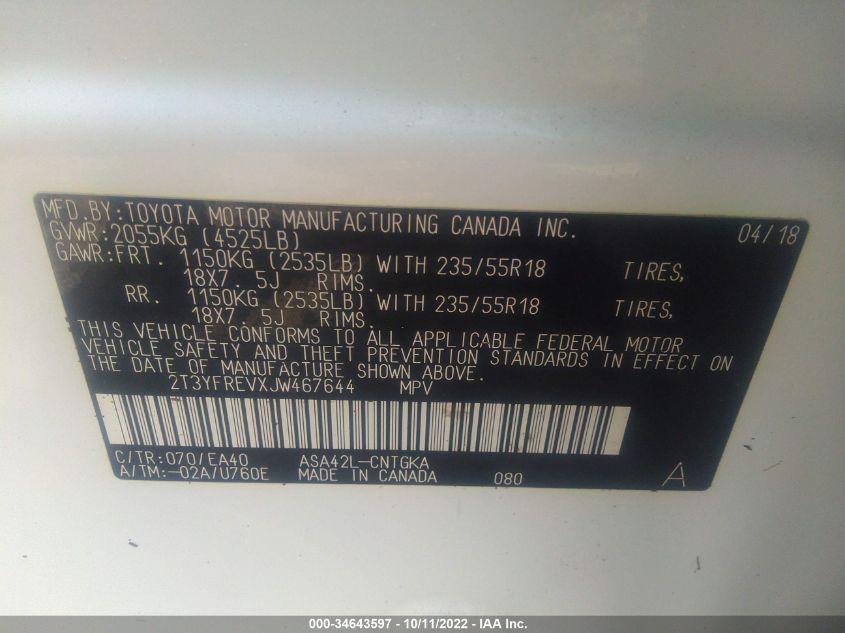 MFD.BY:TOYOTA MOTOR MANUFACTURING CANADA INC. 04/18
GVWR:2055KG (4525LB)
GAWR:FRT. 1150KG (2535LB) WITH 235/55R18 TIRES,
18X7. 5J RIMS.
RR. 1150KG (2535LB) WITH 235/55R18 TIRES,
18X7. 5J RIMS.
THIS VEHICLE CONFORMS TO ALL APPLICABLE FEDERAL MOTOR
VEHICLE SAFETY AND THEFT PREVENTION STANDARDS IN EFFECT ON
THE DATE OF MANUFACTURE SHOWN ABOVE.
2T3YFREVXJW467644 MPV
C/TR:070/EA40 ASA42L-CNTGKA
A/TM:-02A/U760E MADE IN CANADA 080 A
000-34643597 - 10/11/2022 - IAA Inc.